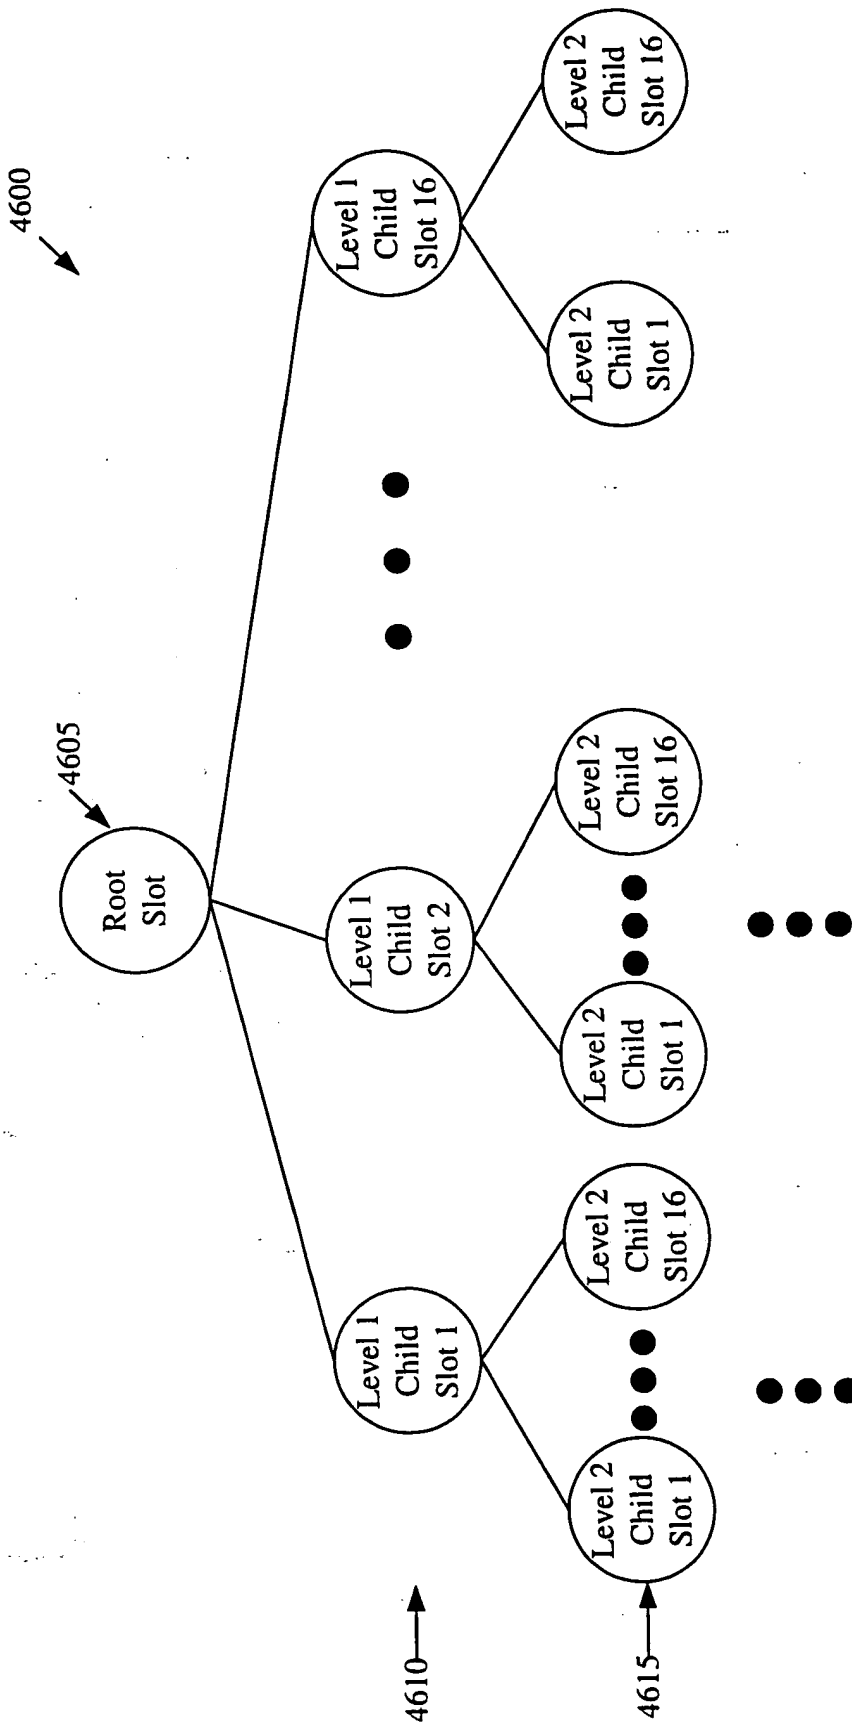 4600
4605
Root
Slot
4610
Level 1
Child
Slot 1
Level 1
Child
Slot 2
Level 1
Child
Slot 16
4615
Level 2
Child
Slot 1
Level 2
Child
Slot 16
Level 2
Child
Slot 1
Level 2
Child
Slot 16
Level 2
Child
Slot 1
Level 2
Child
Slot 16